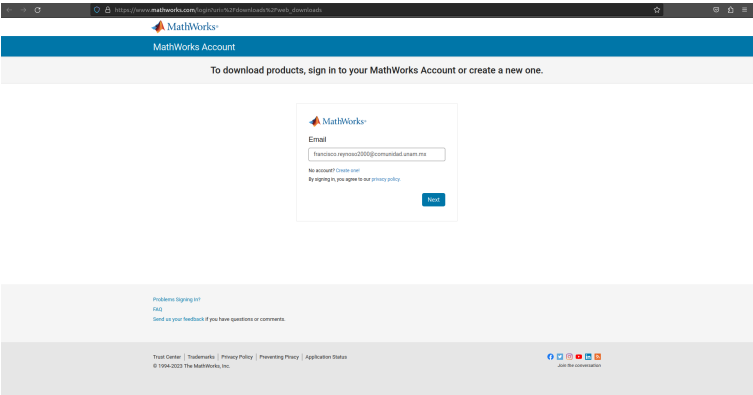 https://www.mathworks.com/login?uri=%2Fdownloads%2Fweb_downloads
MathWorks®
MathWorks Account
To download products, sign in to your MathWorks Account or create a new one.
MathWorks®
Email
francisco.reynoso2000@comunidad.unam.mx
No account? Create one!
By signing in, you agree to our privacy policy.
Next
Problems Signing In?
FAQ
Send us your feedback if you have questions or comments.
Trust Center | Trademarks | Privacy Policy | Preventing Piracy | Application Status
© 1994-2023 The MathWorks, Inc.
Join the conversation